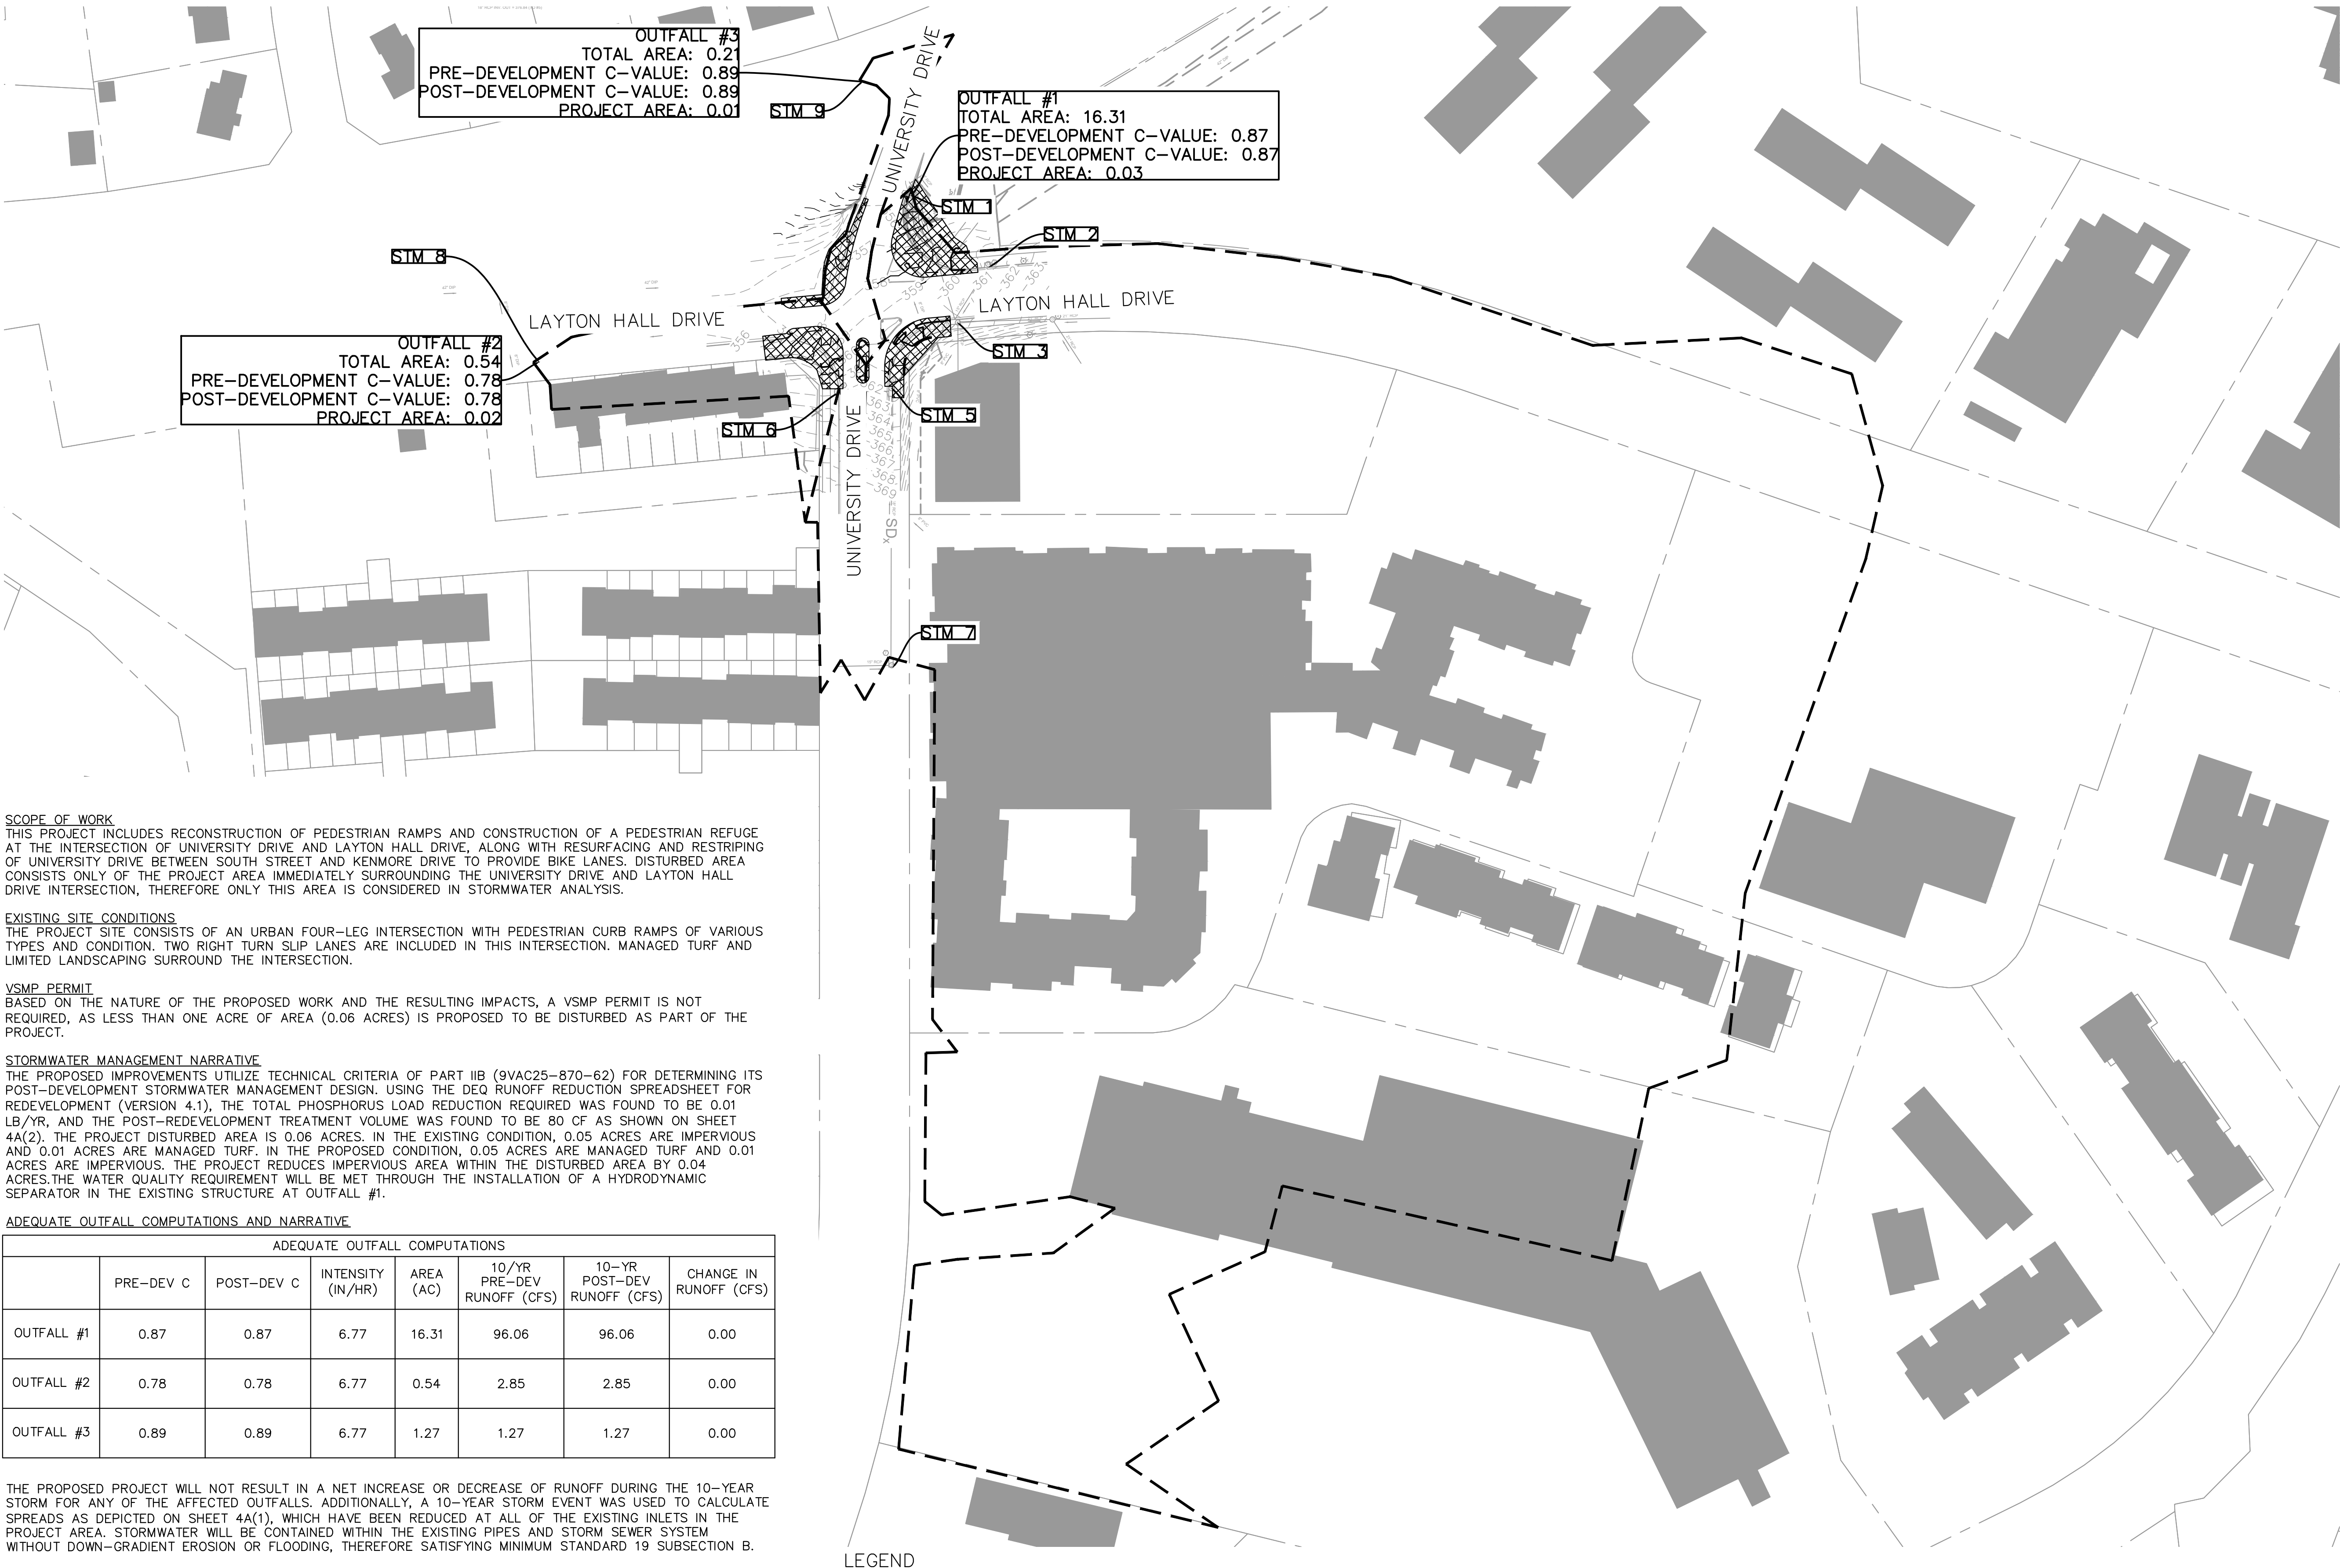 OUTFALL #3
TOTAL AREA: 0.21
PRE-DEVELOPMENT C-VALUE: 0.89
POST-DEVELOPMENT C-VALUE: 0.89
PROJECT AREA: 0.01
STM 9
UNIVERSITY DRIVE
OUTFALL #1
TOTAL AREA: 16.31
PRE-DEVELOPMENT C-VALUE: 0.87
POST-DEVELOPMENT C-VALUE: 0.87
PROJECT AREA: 0.03
STM 1
STM 2
STM 8
LAYTON HALL DRIVE
LAYTON HALL DRIVE
357
359
360
361
362
363
356
OUTFALL #2
TOTAL AREA: 0.54
PRE-DEVELOPMENT C-VALUE: 0.78
POST-DEVELOPMENT C-VALUE: 0.78
PROJECT AREA: 0.02
STM 3
STM 5
STM 6
362
363
364
365
366
367
368
369
UNIVERSITY DRIVE
SDx
STM 7
SCOPE OF WORK
THIS PROJECT INCLUDES RECONSTRUCTION OF PEDESTRIAN RAMPS AND CONSTRUCTION OF A PEDESTRIAN REFUGE
AT THE INTERSECTION OF UNIVERSITY DRIVE AND LAYTON HALL DRIVE, ALONG WITH RESURFACING AND RESTRIPING
OF UNIVERSITY DRIVE BETWEEN SOUTH STREET AND KENMORE DRIVE TO PROVIDE BIKE LANES. DISTURBED AREA
CONSISTS ONLY OF THE PROJECT AREA IMMEDIATELY SURROUNDING THE UNIVERSITY DRIVE AND LAYTON HALL
DRIVE INTERSECTION, THEREFORE ONLY THIS AREA IS CONSIDERED IN STORMWATER ANALYSIS.
EXISTING SITE CONDITIONS
THE PROJECT SITE CONSISTS OF AN URBAN FOUR-LEG INTERSECTION WITH PEDESTRIAN CURB RAMPS OF VARIOUS
TYPES AND CONDITION. TWO RIGHT TURN SLIP LANES ARE INCLUDED IN THIS INTERSECTION. MANAGED TURF AND
LIMITED LANDSCAPING SURROUND THE INTERSECTION.
VSMP PERMIT
BASED ON THE NATURE OF THE PROPOSED WORK AND THE RESULTING IMPACTS, A VSMP PERMIT IS NOT
REQUIRED, AS LESS THAN ONE ACRE OF AREA (0.06 ACRES) IS PROPOSED TO BE DISTURBED AS PART OF THE
PROJECT.
STORMWATER MANAGEMENT NARRATIVE
THE PROPOSED IMPROVEMENTS UTILIZE TECHNICAL CRITERIA OF PART IIB (9VAC25-870-62) FOR DETERMINING ITS
POST-DEVELOPMENT STORMWATER MANAGEMENT DESIGN. USING THE DEQ RUNOFF REDUCTION SPREADSHEET FOR
REDEVELOPMENT (VERSION 4.1), THE TOTAL PHOSPHORUS LOAD REDUCTION REQUIRED WAS FOUND TO BE 0.01
LB/YR, AND THE POST-REDEVELOPMENT TREATMENT VOLUME WAS FOUND TO BE 80 CF AS SHOWN ON SHEET
4A(2). THE PROJECT DISTURBED AREA IS 0.06 ACRES. IN THE EXISTING CONDITION, 0.05 ACRES ARE IMPERVIOUS
AND 0.01 ACRES ARE MANAGED TURF. IN THE PROPOSED CONDITION, 0.05 ACRES ARE MANAGED TURF AND 0.01
ACRES ARE IMPERVIOUS. THE PROJECT REDUCES IMPERVIOUS AREA WITHIN THE DISTURBED AREA BY 0.04
ACRES.THE WATER QUALITY REQUIREMENT WILL BE MET THROUGH THE INSTALLATION OF A HYDRODYNAMIC
SEPARATOR IN THE EXISTING STRUCTURE AT OUTFALL #1.
ADEQUATE OUTFALL COMPUTATIONS AND NARRATIVE
ADEQUATE OUTFALL COMPUTATIONS
PRE-DEV C POST-DEV C INTENSITY (IN/HR) AREA (AC) 10/YR PRE-DEV RUNOFF (CFS) 10-YR POST-DEV RUNOFF (CFS) CHANGE IN RUNOFF (CFS)
OUTFALL #1 0.87 0.87 6.77 16.31 96.06 96.06 0.00
OUTFALL #2 0.78 0.78 6.77 0.54 2.85 2.85 0.00
OUTFALL #3 0.89 0.89 6.77 1.27 1.27 1.27 0.00
THE PROPOSED PROJECT WILL NOT RESULT IN A NET INCREASE OR DECREASE OF RUNOFF DURING THE 10-YEAR
STORM FOR ANY OF THE AFFECTED OUTFALLS. ADDITIONALLY, A 10-YEAR STORM EVENT WAS USED TO CALCULATE
SPREADS AS DEPICTED ON SHEET 4A(1), WHICH HAVE BEEN REDUCED AT ALL OF THE EXISTING INLETS IN THE
PROJECT AREA. STORMWATER WILL BE CONTAINED WITHIN THE EXISTING PIPES AND STORM SEWER SYSTEM
WITHOUT DOWN-GRADIENT EROSION OR FLOODING, THEREFORE SATISFYING MINIMUM STANDARD 19 SUBSECTION B.
LEGEND